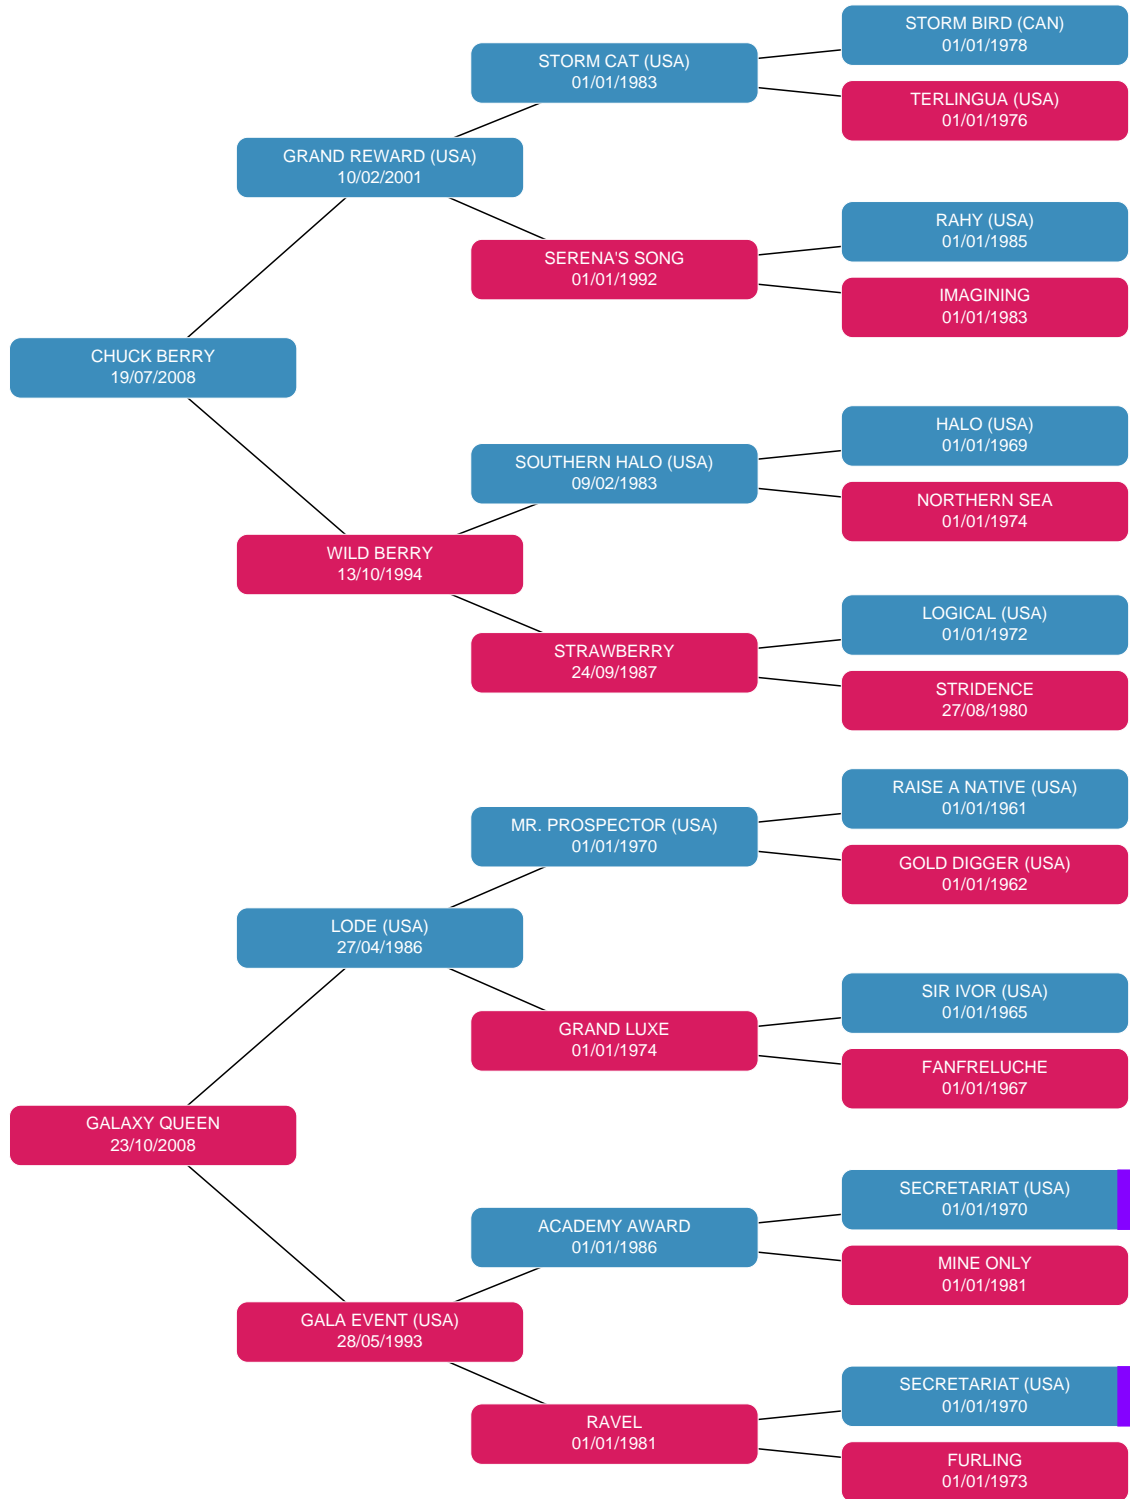 STORM BIRD (CAN)
01/01/1978
STORM CAT (USA)
01/01/1983
TERLINGUA (USA)
01/01/1976
GRAND REWARD (USA)
10/02/2001
RAHY (USA)
01/01/1985
SERENA'S SONG
01/01/1992
IMAGINING
01/01/1983
CHUCK BERRY
19/07/2008
HALO (USA)
01/01/1969
SOUTHERN HALO (USA)
09/02/1983
NORTHERN SEA
01/01/1974
WILD BERRY
13/10/1994
LOGICAL (USA)
01/01/1972
STRAWBERRY
24/09/1987
STRIDENCE
27/08/1980
RAISE A NATIVE (USA)
01/01/1961
MR. PROSPECTOR (USA)
01/01/1970
GOLD DIGGER (USA)
01/01/1962
LODE (USA)
27/04/1986
SIR IVOR (USA)
01/01/1965
GRAND LUXE
01/01/1974
FANFRELUCHE
01/01/1967
GALAXY QUEEN
23/10/2008
SECRETARIAT (USA)
01/01/1970
ACADEMY AWARD
01/01/1986
MINE ONLY
01/01/1981
GALA EVENT (USA)
28/05/1993
SECRETARIAT (USA)
01/01/1970
RAVEL
01/01/1981
FURLING
01/01/1973